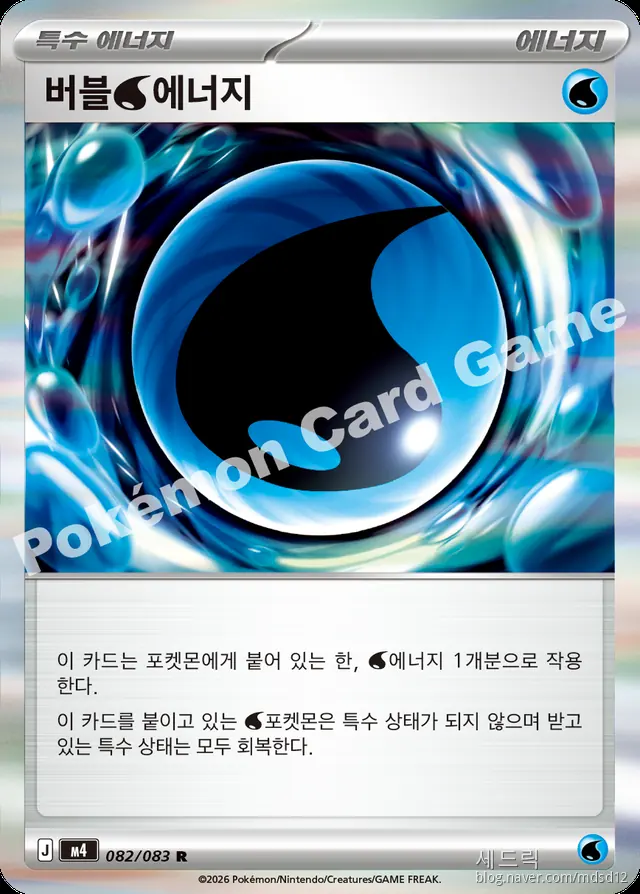 특수 에너지
에너지
버블 에너지
Pokémon Card Game
이 카드는 포켓몬에게 붙어 있는 한, 에너지 1개분으로 작용
한다.
이 카드를 붙이고 있는 포켓몬은 특수 상태가 되지 않으며 받고
있는 특수 상태는 모두 회복한다.
J m4 082/083 R
세드릭
blog.naver.com/mdsd12
©2026 Pokémon/Nintendo/Creatures/GAME FREAK.